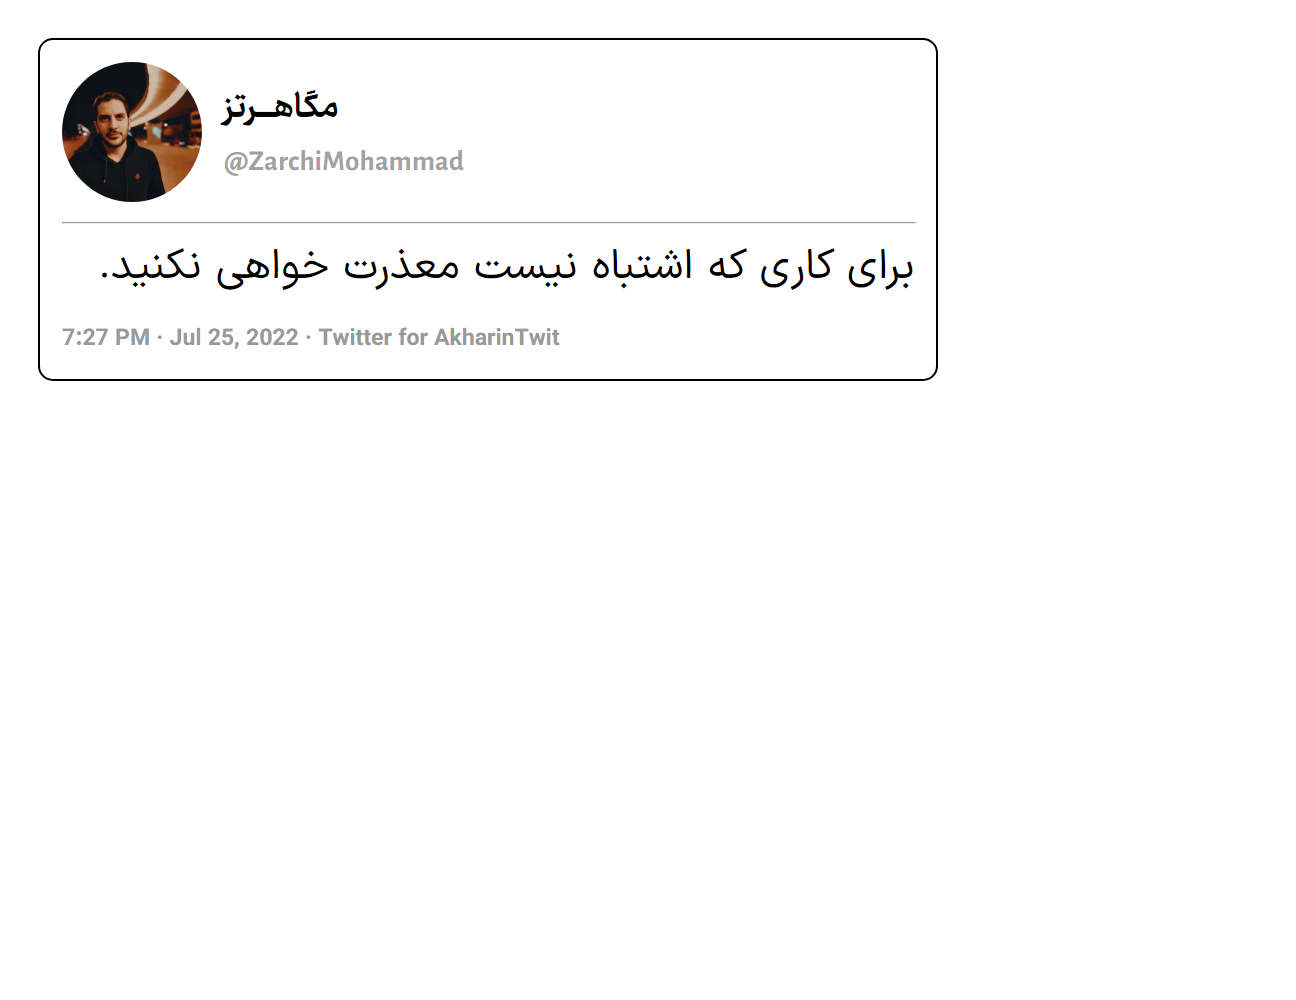 مگاهــرتز
@ZarchiMohammad
برای کاری که اشتباه نیست معذرت خواهی نکنید.
7:27 PM · Jul 25, 2022 · Twitter for AkharinTwit